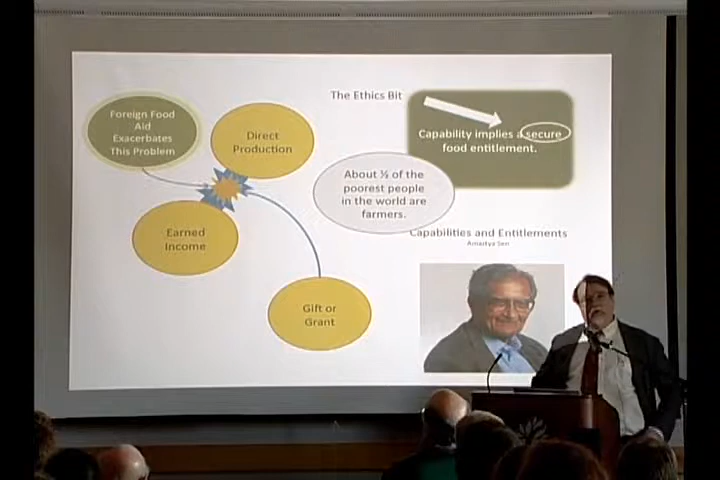 The Ethics Bit
Foreign Food
Aid
Exacerbates
This Problem
Direct
Production
Capability implies a secure
food entitlement.
About ½ of the
poorest people
in the world are
farmers.
Earned
Income
Capabilities and Entitlements
Amartya Sen
Gift or
Grant